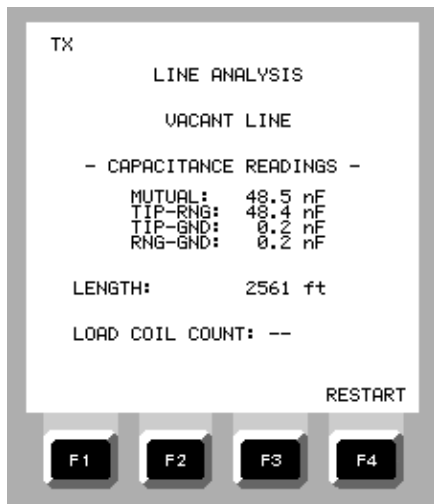 TX
LINE ANALYSIS
VACANT LINE
- CAPACITANCE READINGS -
MUTUAL: 48.5 nF
TIP-RNG: 48.4 nF
TIP-GND: 0.2 nF
RNG-GND: 0.2 nF
LENGTH: 2561 ft
LOAD COIL COUNT: --
RESTART
F1 F2 F3 F4